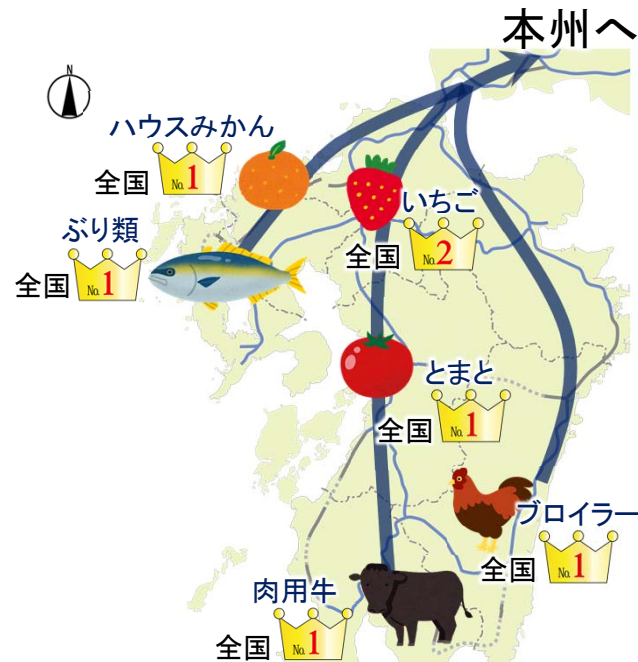 本州へ
N
ハウスみかん
全国 No.1
ぶり類
全国 No.1
いちご
全国 No.2
とまと
全国 No.1
ブロイラー
全国 No.1
肉用牛
全国 No.1